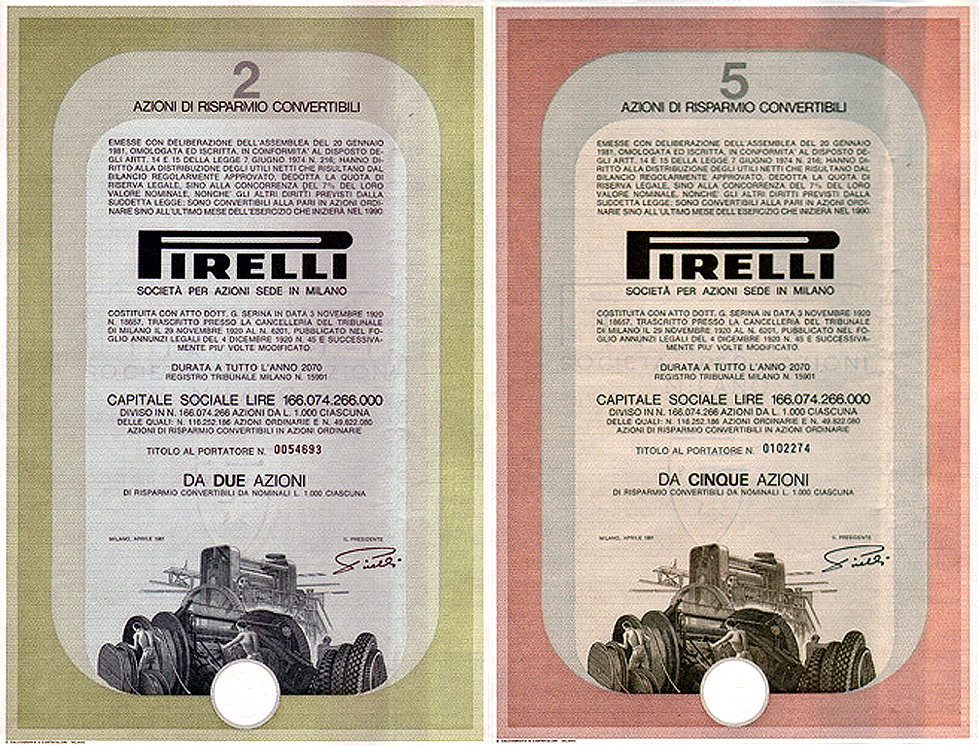 2
AZIONI DI RISPARMIO CONVERTIBILI
EMESSE CON DELIBERAZIONE DELL'ASSEMBLEA DEL 20 GENNAIO
1981, OMOLOGATA ED ISCRITTA, IN CONFORMITA' AL DISPOSTO DE-
GLI ARTT. 14 E 15 DELLA LEGGE 7 GIUGNO 1974 N. 216; HANNO DI-
RITTO ALLA DISTRIBUZIONE DEGLI UTILI NETTI CHE RISULTANO DAL
BILANCIO REGOLARMENTE APPROVATO, DEDOTTA LA QUOTA DI
RISERVA LEGALE, SINO ALLA CONCORRENZA DEL 7% DEL LORO
VALORE NOMINALE, NONCHE' GLI ALTRI DIRITTI PREVISTI DALLA
SUDDETTA LEGGE; SONO CONVERTIBILI ALLA PARI IN AZIONI ORDI-
NARIE SINO ALL'ULTIMO MESE DELL'ESERCIZIO CHE INIZIERÀ NEL 1990.
PIRELLI
SOCIETÀ PER AZIONI SEDE IN MILANO
COSTITUITA CON ATTO DOTT. G. SERINA IN DATA 3 NOVEMBRE 1920
N. 18657, TRASCRITTO PRESSO LA CANCELLERIA DEL TRIBUNALE
DI MILANO IL 29 NOVEMBRE 1920 AL N. 6201, PUBBLICATO NEL FO-
GLIO ANNUNZI LEGALI DEL 4 DICEMBRE 1920 N. 45 E SUCCESSIVA-
MENTE PIU' VOLTE MODIFICATO.
DURATA A TUTTO L'ANNO 2070
REGISTRO TRIBUNALE MILANO N. 15901
CAPITALE SOCIALE LIRE 166.074.266.000
DIVISO IN N. 166.074.266 AZIONI DA L. 1.000 CIASCUNA
DELLE QUALI: N. 116.252.186 AZIONI ORDINARIE E N. 49.822.080
AZIONI DI RISPARMIO CONVERTIBILI IN AZIONI ORDINARIE
TITOLO AL PORTATORE N. 0054693
DA DUE AZIONI
DI RISPARMIO CONVERTIBILI DA NOMINALI L. 1.000 CIASCUNA
MILANO, APRILE 1981
IL PRESIDENTE
Pirelli
5
AZIONI DI RISPARMIO CONVERTIBILI
EMESSE CON DELIBERAZIONE DELL'ASSEMBLEA DEL 20 GENNAIO
1981, OMOLOGATA ED ISCRITTA, IN CONFORMITA' AL DISPOSTO DE-
GLI ARTT. 14 E 15 DELLA LEGGE 7 GIUGNO 1974 N. 216; HANNO DI-
RITTO ALLA DISTRIBUZIONE DEGLI UTILI NETTI CHE RISULTANO DAL
BILANCIO REGOLARMENTE APPROVATO, DEDOTTA LA QUOTA DI
RISERVA LEGALE, SINO ALLA CONCORRENZA DEL 7% DEL LORO
VALORE NOMINALE, NONCHE' GLI ALTRI DIRITTI PREVISTI DALLA
SUDDETTA LEGGE; SONO CONVERTIBILI ALLA PARI IN AZIONI ORDI-
NARIE SINO ALL'ULTIMO MESE DELL'ESERCIZIO CHE INIZIERÀ NEL 1990.
PIRELLI
SOCIETÀ PER AZIONI SEDE IN MILANO
COSTITUITA CON ATTO DOTT. G. SERINA IN DATA 3 NOVEMBRE 1920
N. 18657, TRASCRITTO PRESSO LA CANCELLERIA DEL TRIBUNALE
DI MILANO IL 29 NOVEMBRE 1920 AL N. 6201, PUBBLICATO NEL FO-
GLIO ANNUNZI LEGALI DEL 4 DICEMBRE 1920 N. 45 E SUCCESSIVA-
MENTE PIU' VOLTE MODIFICATO.
DURATA A TUTTO L'ANNO 2070
REGISTRO TRIBUNALE MILANO N. 15901
CAPITALE SOCIALE LIRE 166.074.266.000
DIVISO IN N. 166.074.266 AZIONI DA L. 1.000 CIASCUNA
DELLE QUALI: N. 116.252.186 AZIONI ORDINARIE E N. 49.822.080
AZIONI DI RISPARMIO CONVERTIBILI IN AZIONI ORDINARIE
TITOLO AL PORTATORE N. 0102274
DA CINQUE AZIONI
DI RISPARMIO CONVERTIBILI DA NOMINALI L. 1.000 CIASCUNA
MILANO, APRILE 1981
IL PRESIDENTE
Pirelli